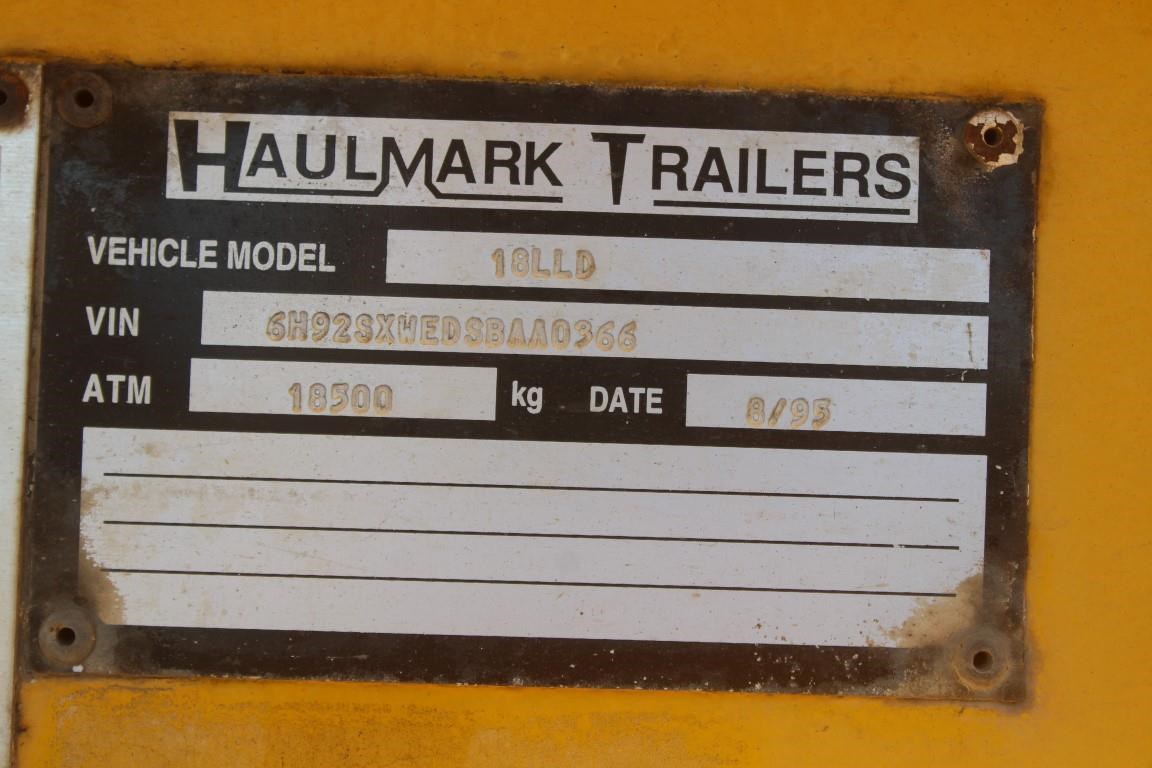 HAULMARK TRAILERS
VEHICLE MODEL 18LLD
VIN 6H92SXWEDSBAA0366
ATM 18500 kg DATE 8/95